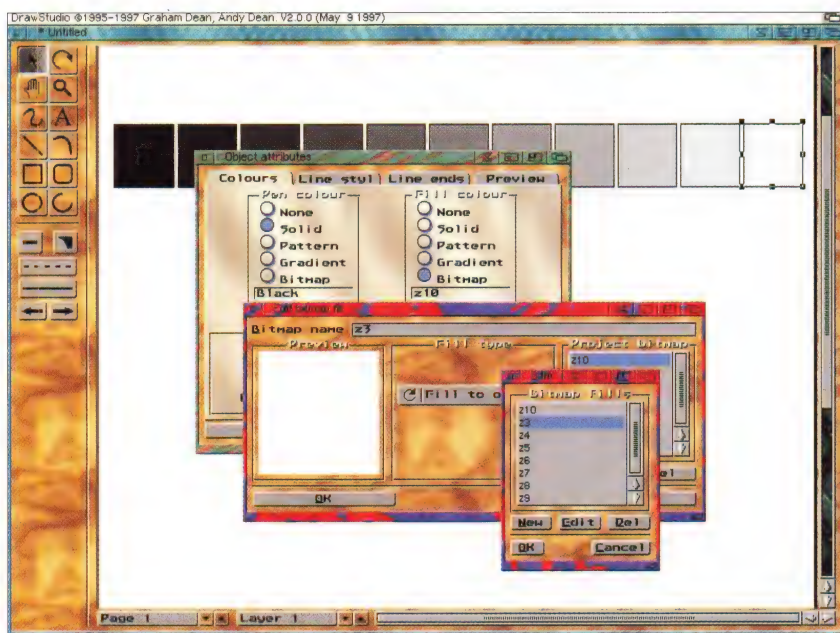 DrawStudio ©1995-1997 Graham Dean, Andy Dean. V2.0.0 (May 9 1997)
* Untitled
A
Object attributes
Colours
Line styl
Line ends
Preview
Pen colour
Fill colour
None
None
Solid
Solid
Pattern
Pattern
Gradient
Gradient
Bitmap
Bitmap
Black
z10
Bitmap name z3
Preview
Fill type
Project bitmap
z10
Fill to o
Bitmap Fills
z10
z3
z4
z5
z6
z7
z8
z9
OK
New
Edit
Del
OK
Cancel
Page 1
Layer 1